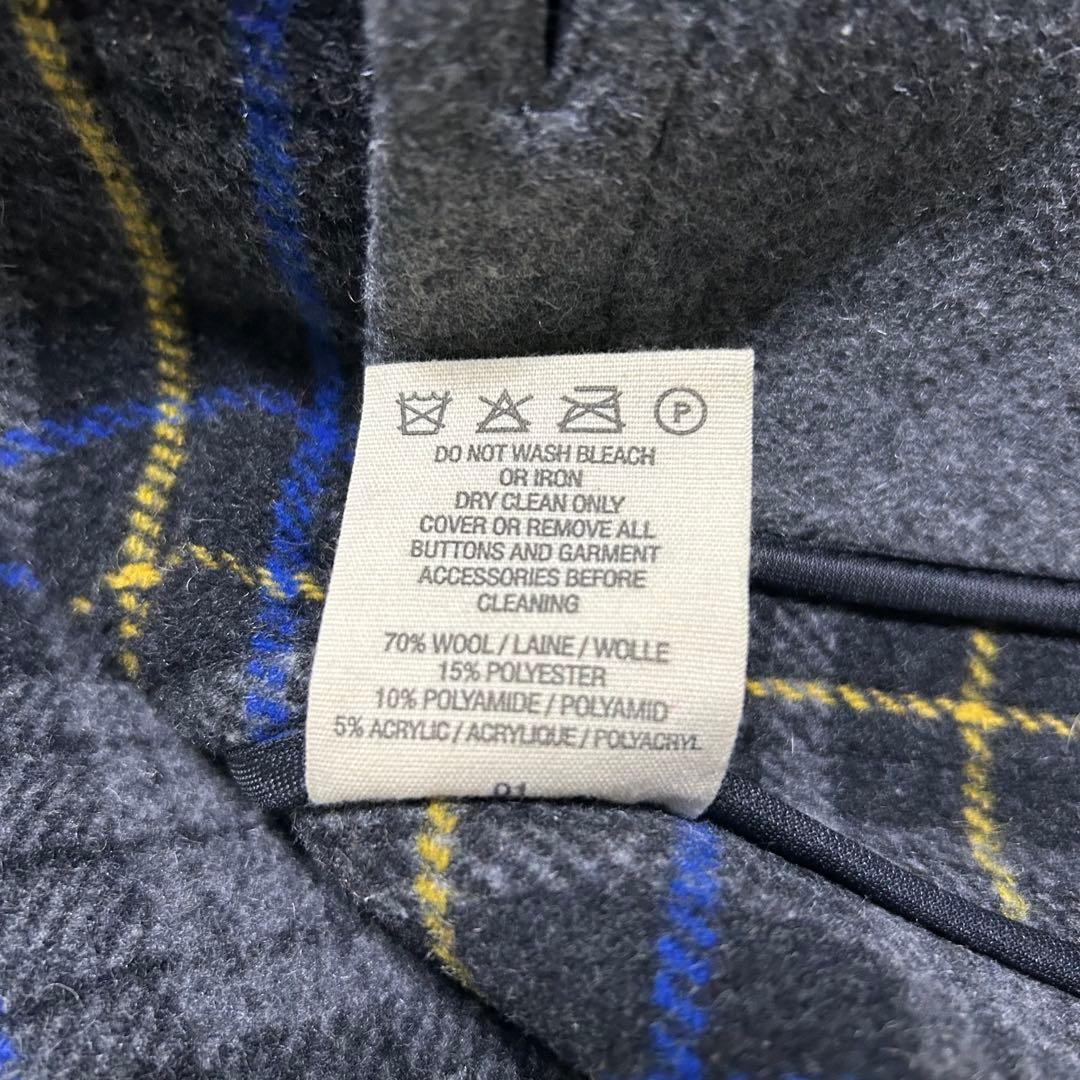 P
DO NOT WASH BLEACH
OR IRON
DRY CLEAN ONLY
COVER OR REMOVE ALL
BUTTONS AND GARMENT
ACCESSORIES BEFORE
CLEANING
70% WOOL / LAINE / WOLLE
15% POLYESTER
10% POLYAMIDE / POLYAMID
5% ACRYLIC / ACRYLIQUE / POLYACRYL